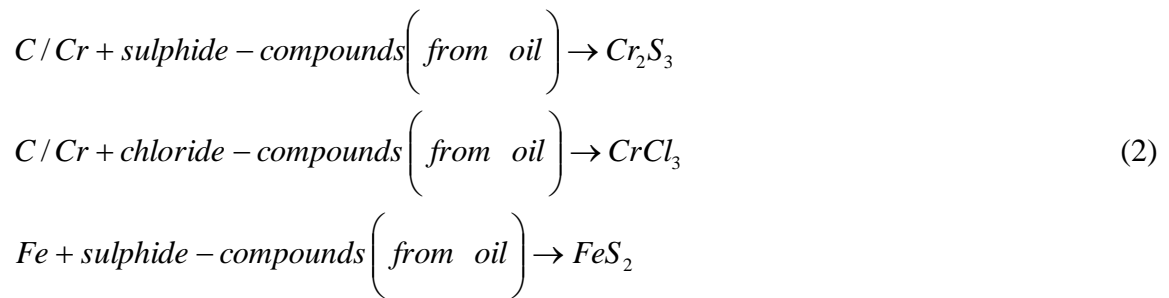 C / Cr + sulphide − compounds( from oil ) → Cr₂S₃
C / Cr + chloride − compounds( from oil ) → CrCl₃ (2)
Fe + sulphide − compounds( from oil ) → FeS₂